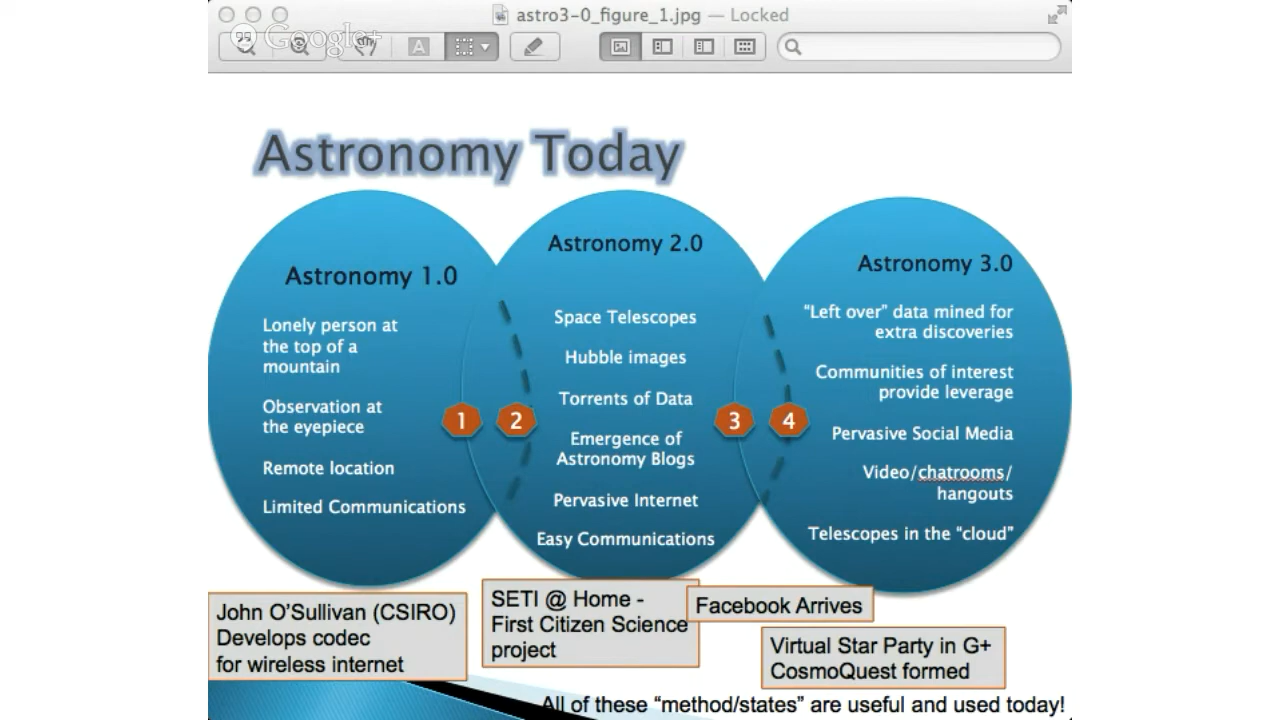 astro3-0_figure_1.jpg — Locked
Google+
A
Astronomy Today
Astronomy 1.0
Lonely person at
the top of a
mountain
Observation at
the eyepiece
Remote location
Limited Communications
1
2
Astronomy 2.0
Space Telescopes
Hubble images
Torrents of Data
Emergence of
Astronomy Blogs
Pervasive Internet
Easy Communications
3
4
Astronomy 3.0
“Left over” data mined for
extra discoveries
Communities of interest
provide leverage
Pervasive Social Media
Video/chatrooms/
hangouts
Telescopes in the “cloud”
John O’Sullivan (CSIRO)
Develops codec
for wireless internet
SETI @ Home -
First Citizen Science
project
Facebook Arrives
Virtual Star Party in G+
CosmoQuest formed
All of these “method/states” are useful and used today!